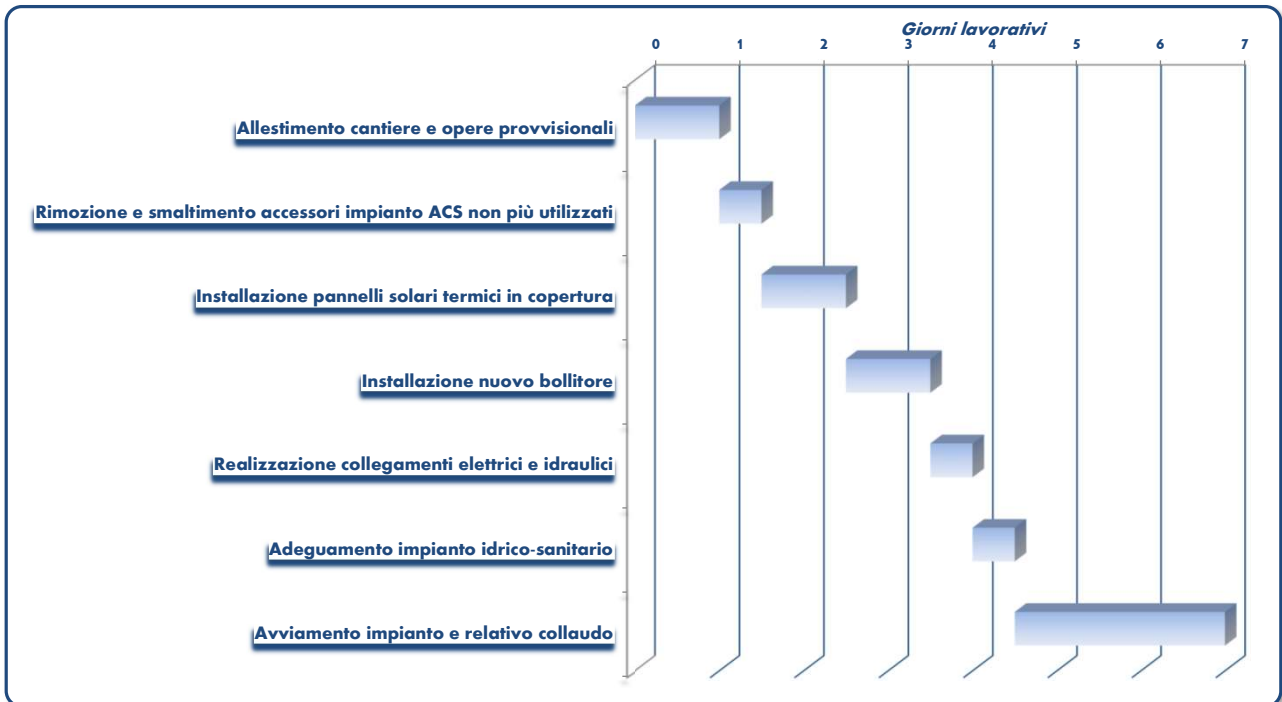 Giorni lavorativi
0 1 2 3 4 5 6 7
Allestimento cantiere e opere provvisionali
Rimozione e smaltimento accessori impianto ACS non più utilizzati
Installazione pannelli solari termici in copertura
Installazione nuovo bollitore
Realizzazione collegamenti elettrici e idraulici
Adeguamento impianto idrico-sanitario
Avviamento impianto e relativo collaudo